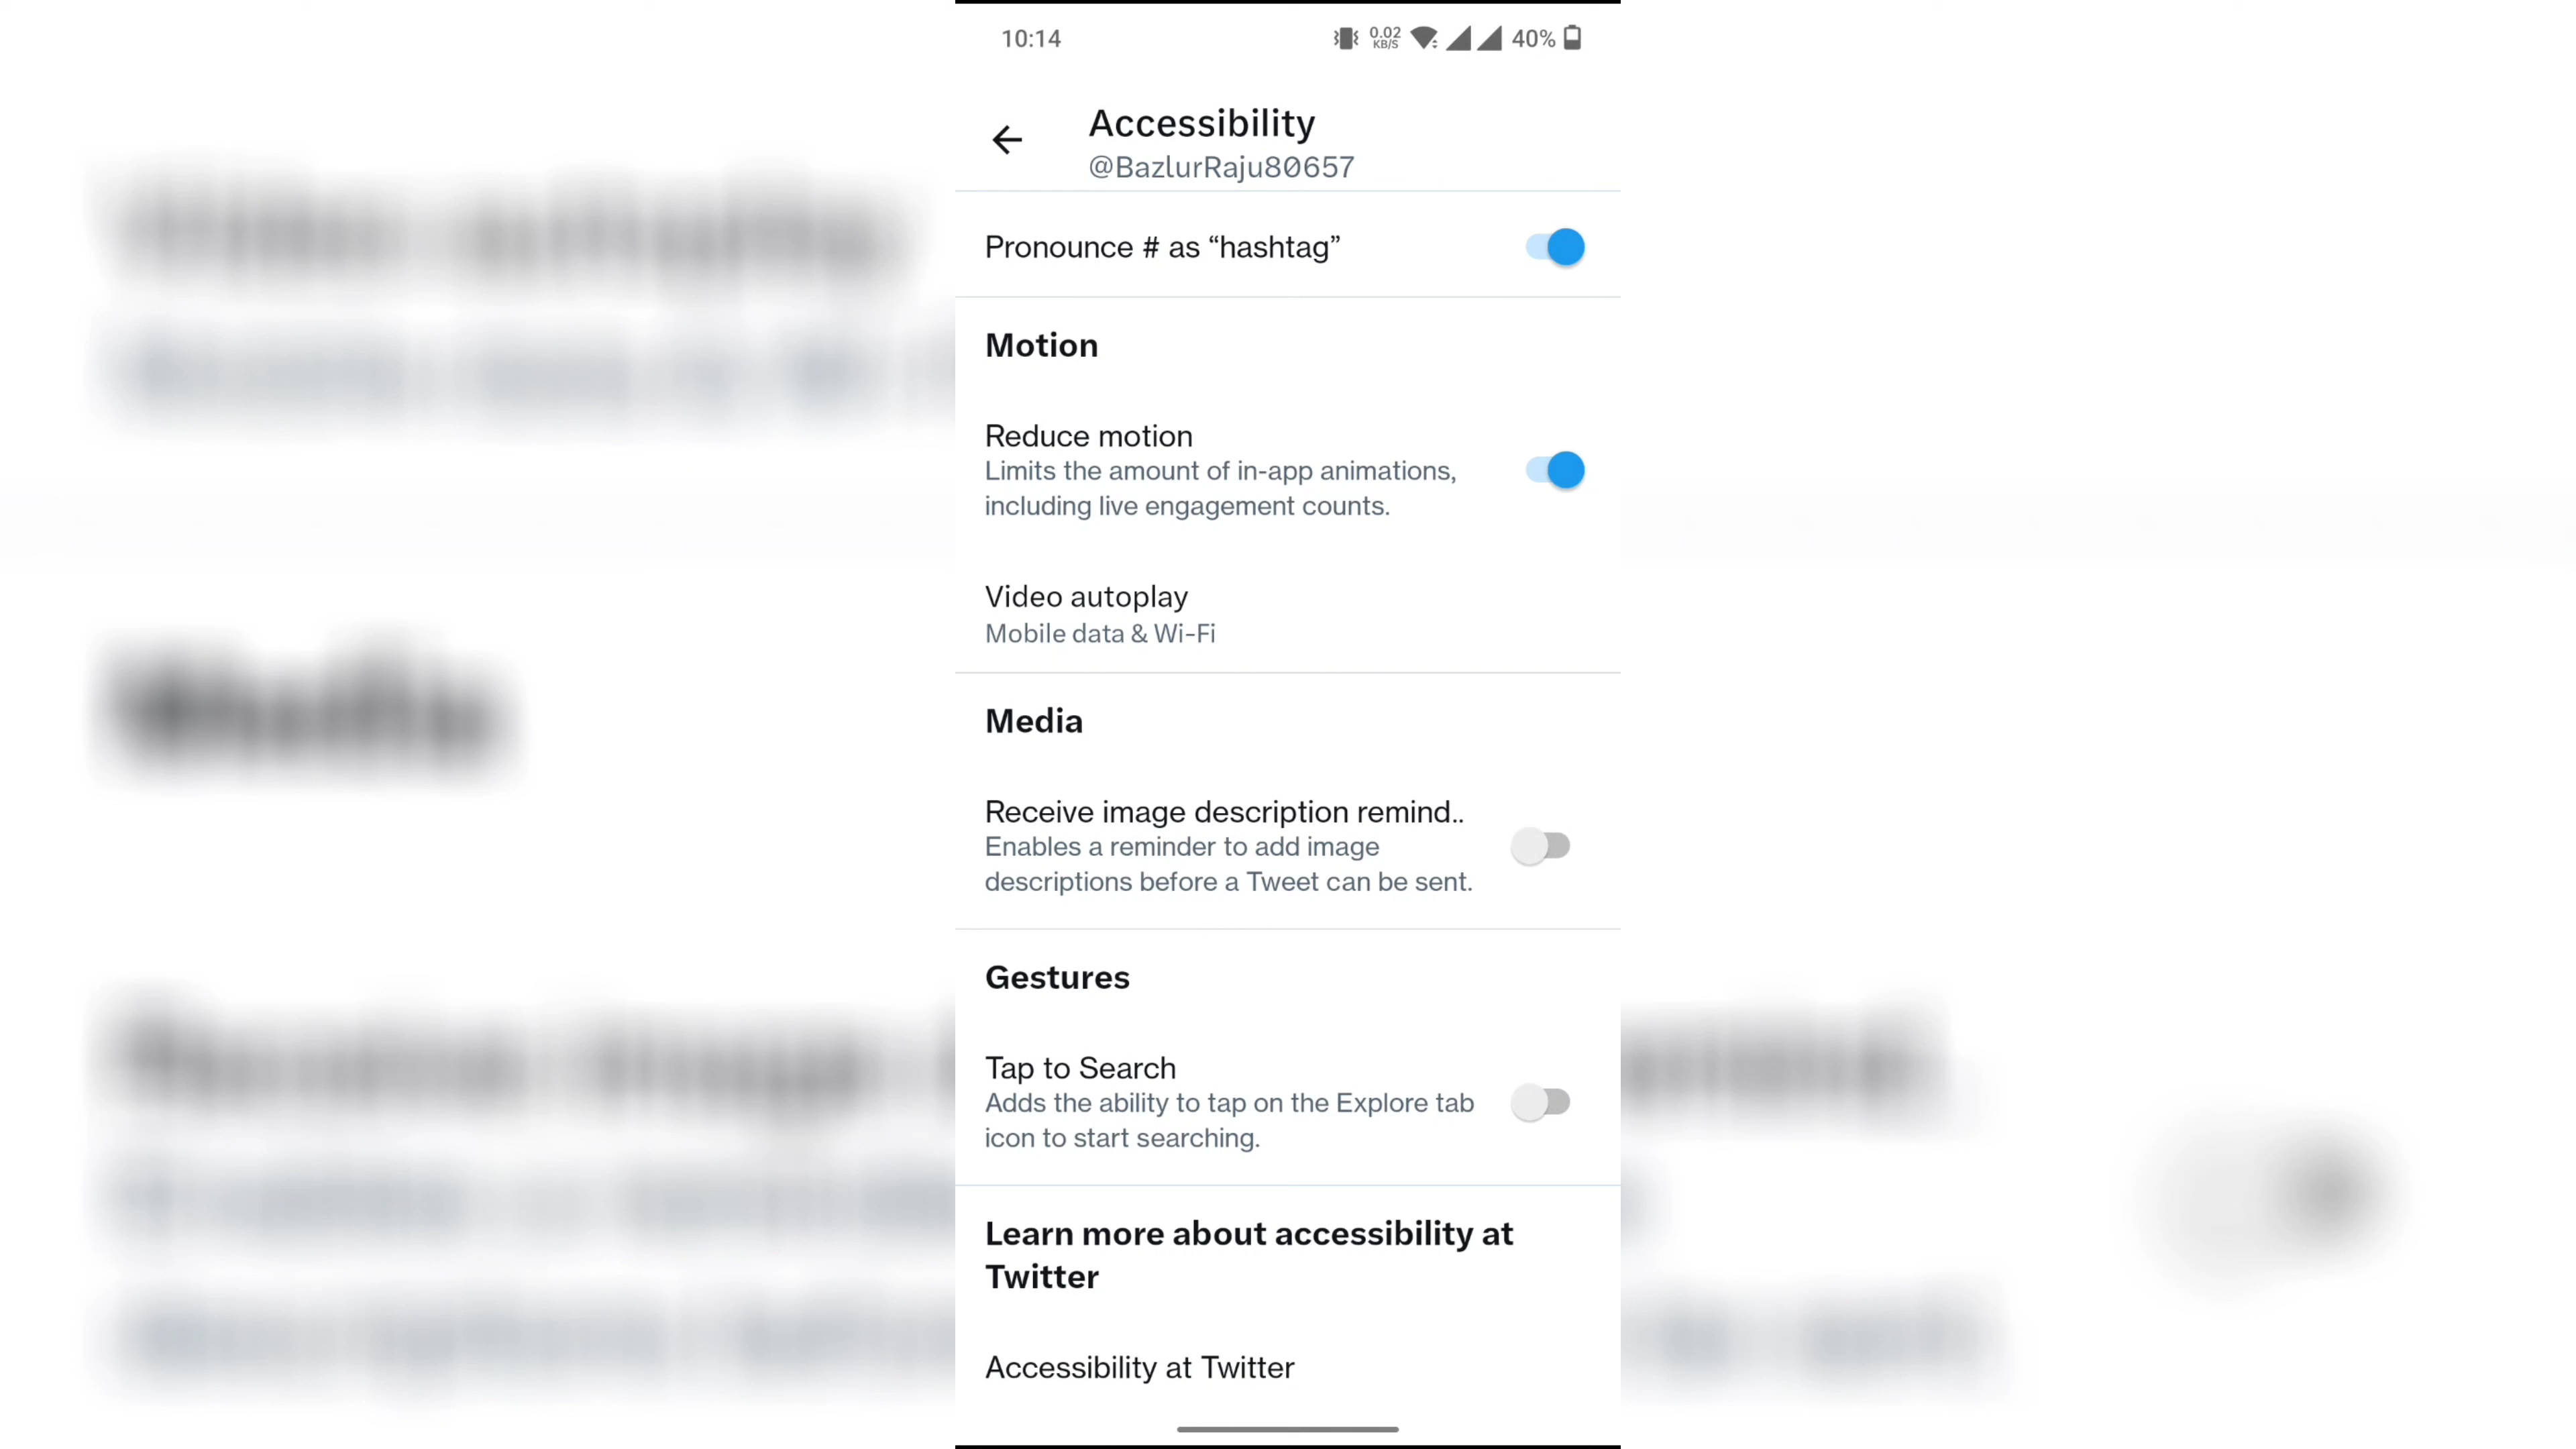 10:14
0.02
KB/S
40%
Accessibility
@BazlurRaju80657
Pronounce # as “hashtag”
Motion
Reduce motion
Limits the amount of in-app animations,
including live engagement counts.
Video autoplay
Mobile data & Wi-Fi
Media
Receive image description remind..
Enables a reminder to add image
descriptions before a Tweet can be sent.
Gestures
Tap to Search
Adds the ability to tap on the Explore tab
icon to start searching.
Learn more about accessibility at
Twitter
Accessibility at Twitter